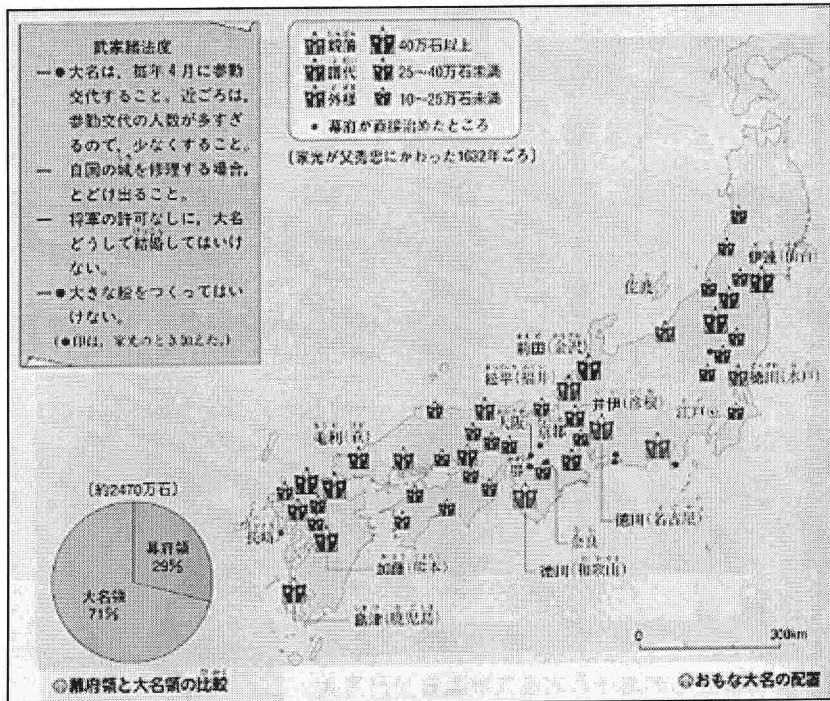 武家諸法度
一●大名は，毎年4月に参勤
交代すること。近ごろは，
参勤交代の人数が多すぎ
るので，少なくすること。
一 自国の城を修理する場合，
とどけ出ること。
一 将軍の許可なしに，大名
どうしで結婚してはいけ
ない。
一●大きな船をつくってはい
けない。
（●印は，家光のとき加えた。）
親藩 40万石以上
譜代 25〜40万石未満
外様 10〜25万石未満
● 幕府が直接治めたところ
（家光が父秀忠にかわった1632年ごろ）
伊達（仙台）
佐渡
前田（金沢）
徳川（水戸）
松平（福井）
井伊（彦根）
江戸
大阪
京都
毛利（萩）
堺
徳川（名古屋）
奈良
長崎
加藤（熊本）
徳川（和歌山）
島津（鹿児島）
（約2470万石）
幕府領
29%
大名領
71%
0 200km
幕府領と大名領の比較
おもな大名の配置